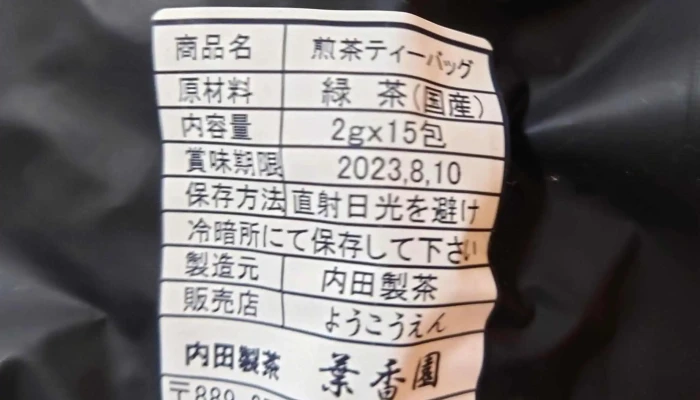 商品名 煎茶ティーバッグ
原材料 緑 茶(国産)
内容量 2g×15包
賞味期限 2023,8,10
保存方法 直射日光を避け
冷暗所にて保存して下さい
製造元 内田製茶
販売店 ようこうえん
内田製茶 葉香園
〒889